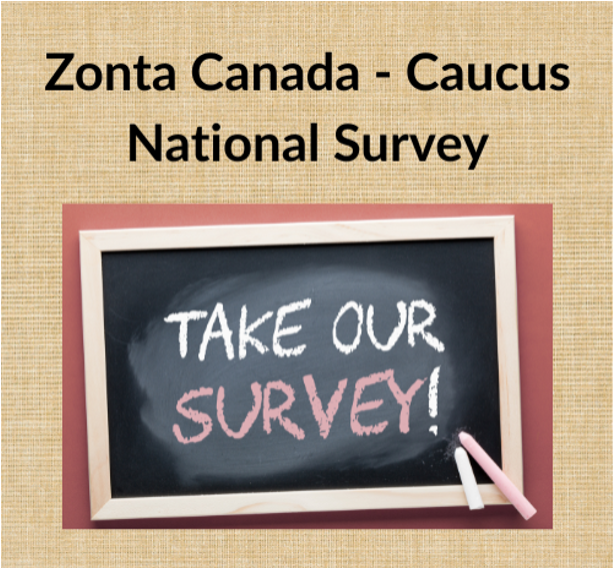 Zonta Canada - Caucus
National Survey
TAKE OUR
SURVEY!